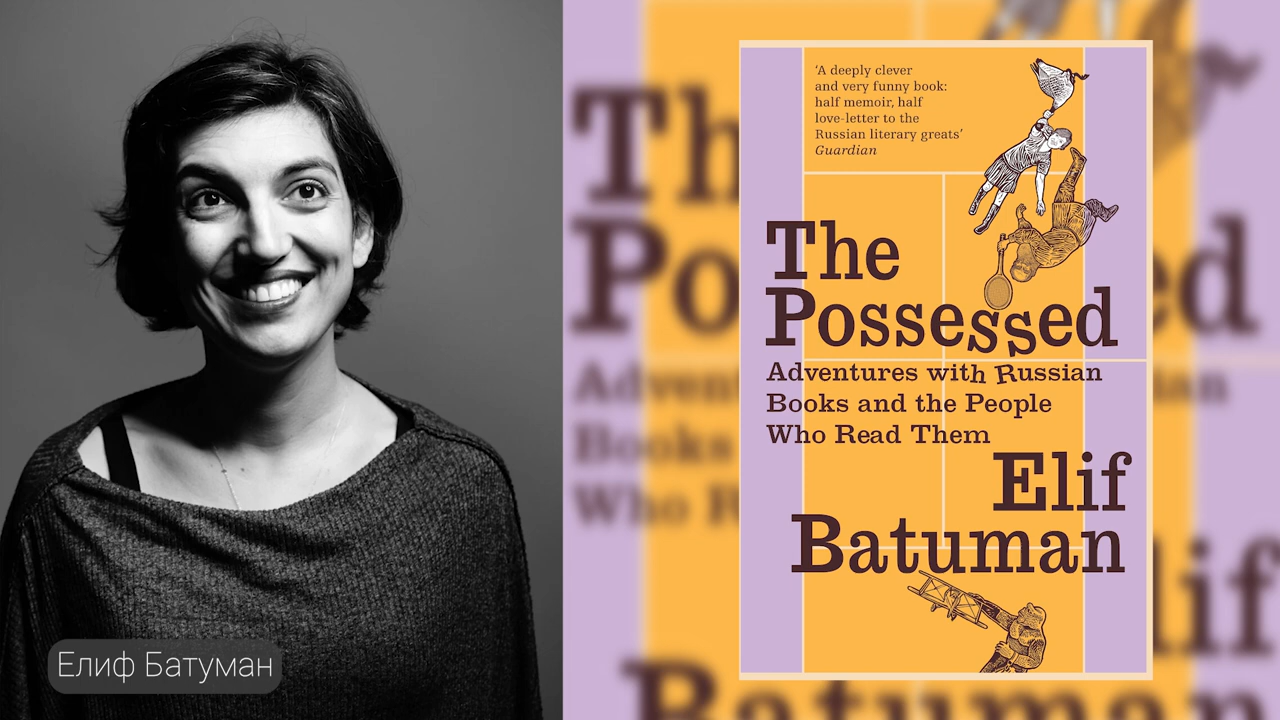 Елиф Батуман
'A deeply clever
and very funny book:
half memoir, half
love-letter to the
Russian literary greats'
Guardian
The
Possessed
Adventures with Russian
Books and the People
Who Read Them
Elif
Batuman